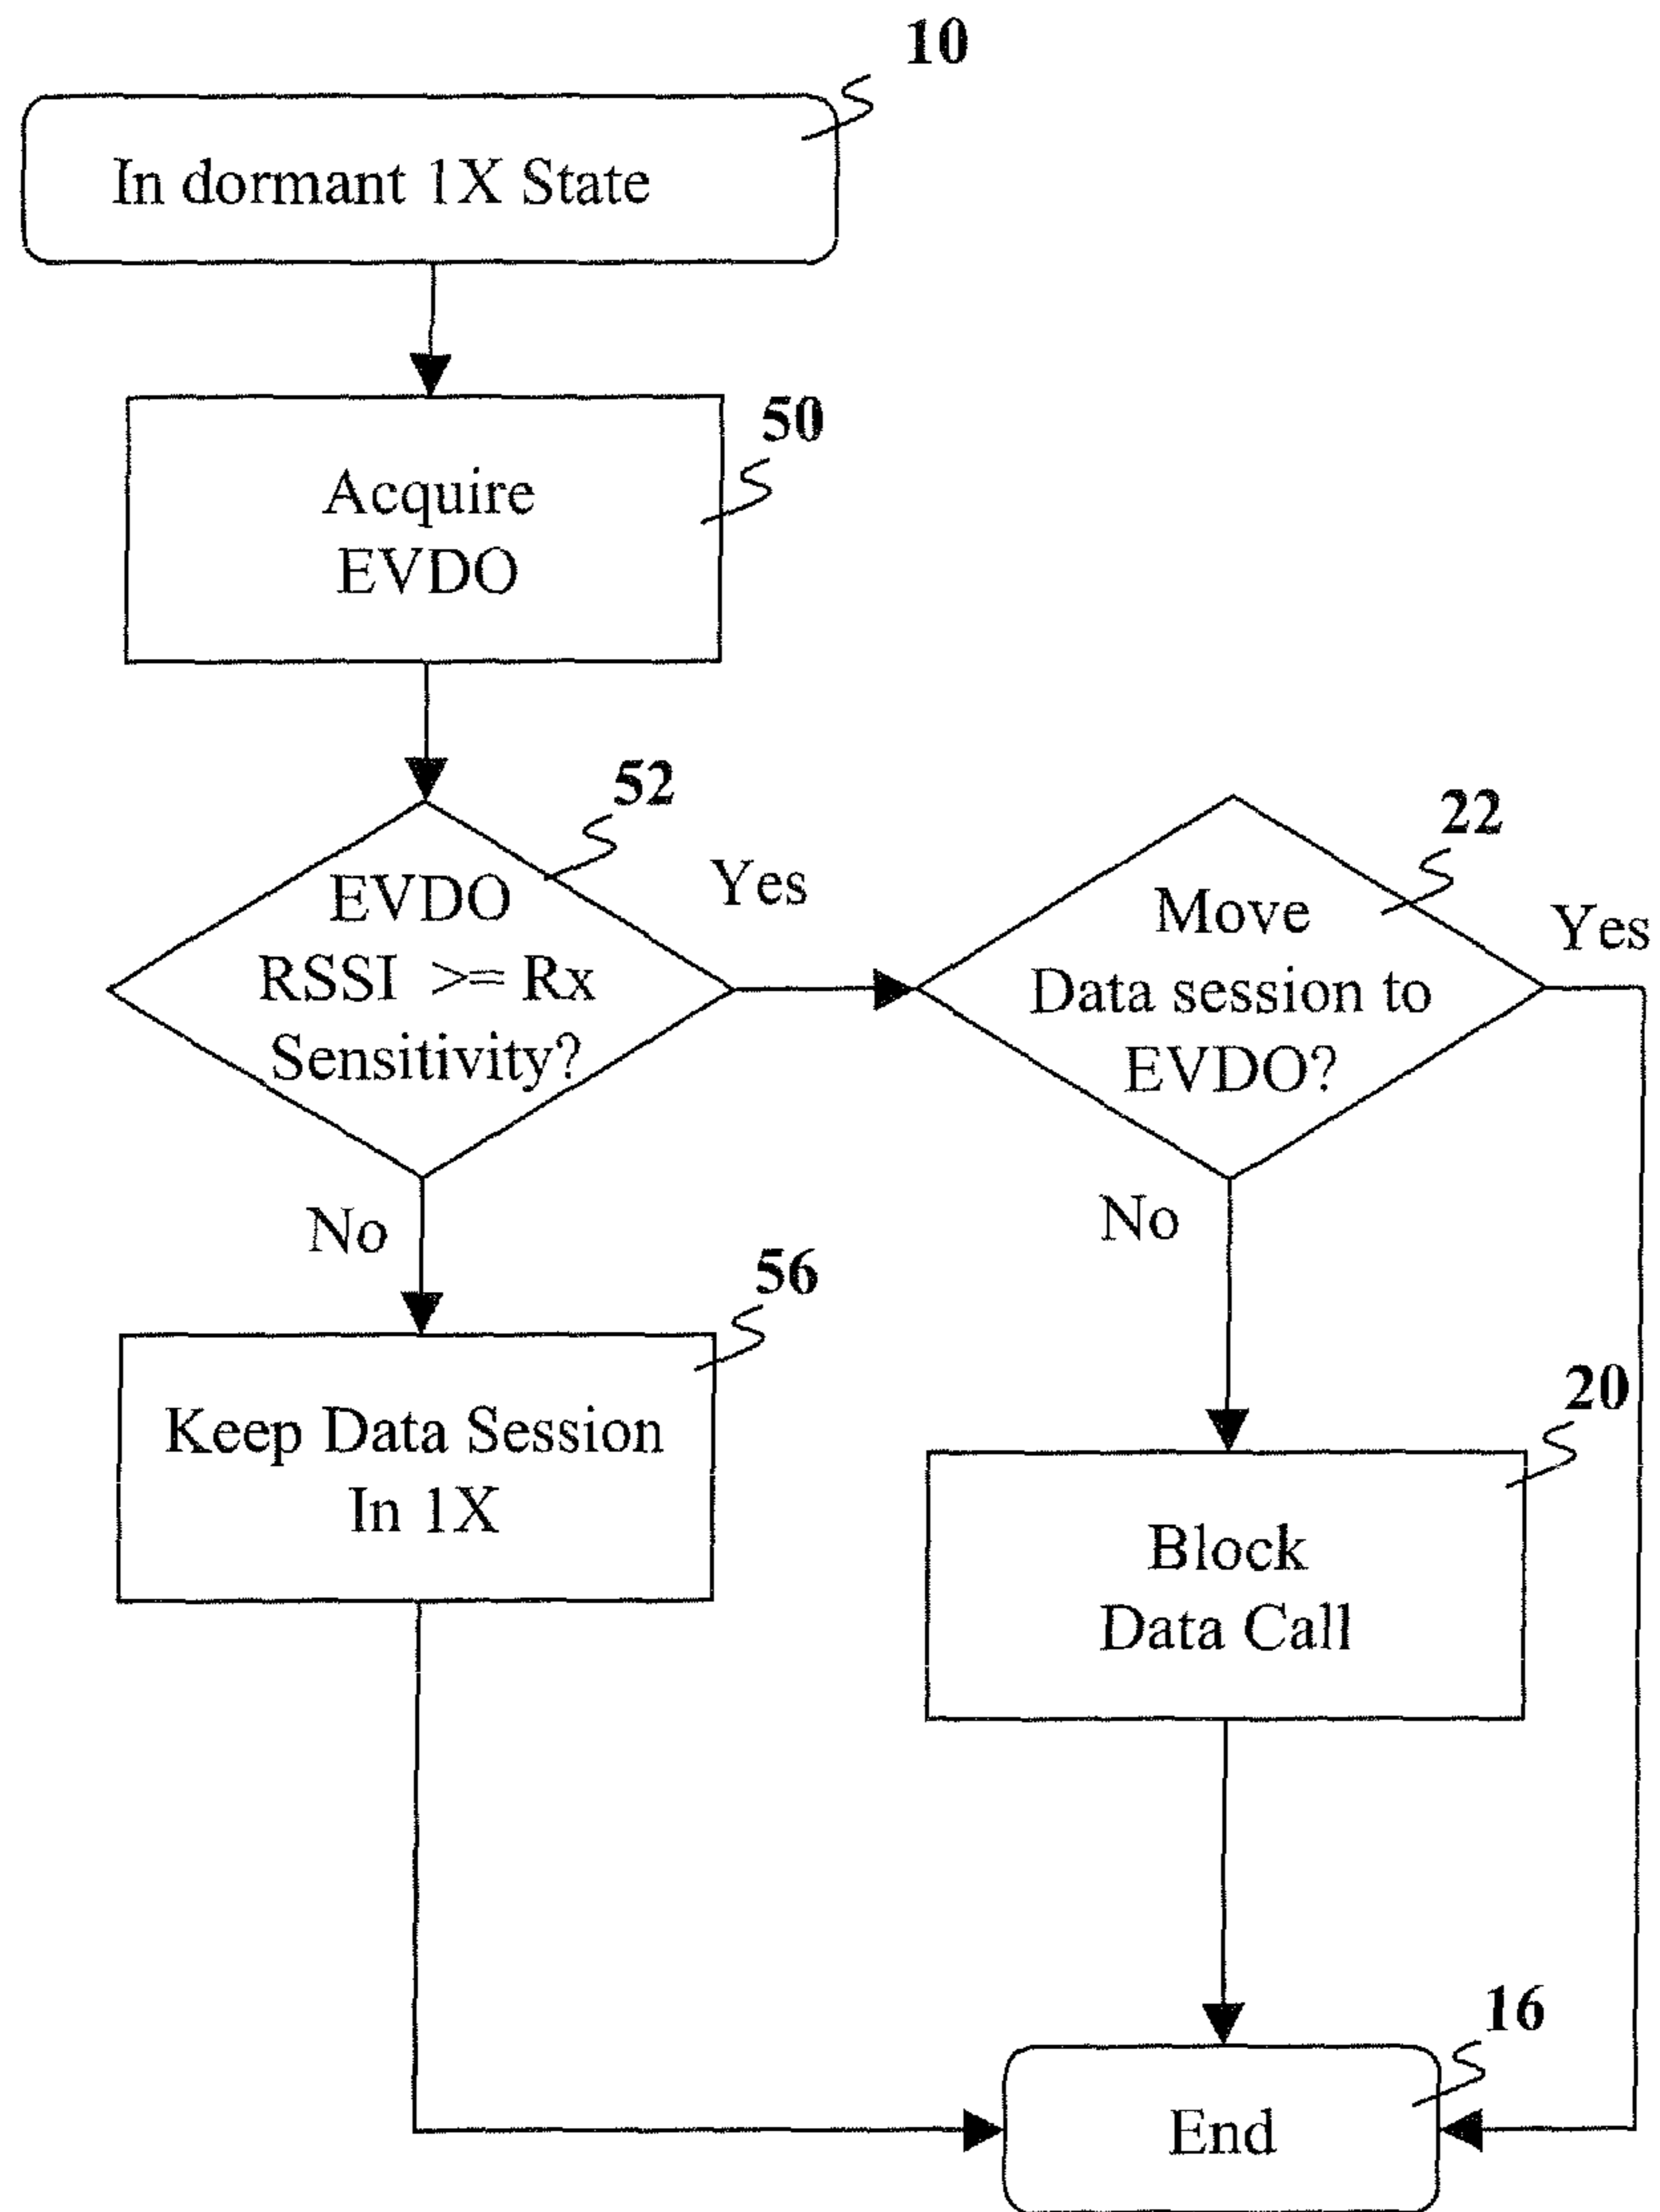 10
In dormant 1X State
50
Acquire
EVDO
52
EVDO
RSSI >= Rx
Sensitivity?
Yes
22
Move
Data session to
EVDO?
Yes
No
No
56
Keep Data Session
In 1X
20
Block
Data Call
16
End